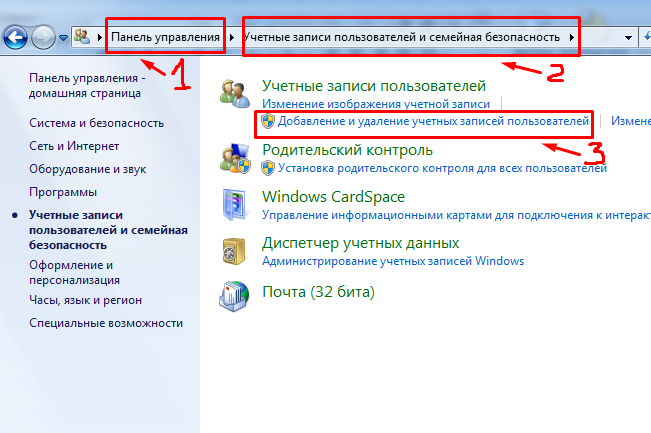 Панель управления
Учетные записи пользователей и семейная безопасность
1
2
Панель управления -
домашняя страница
Система и безопасность
Сеть и Интернет
Оборудование и звук
Программы
Учетные записи
пользователей и семейная
безопасность
Оформление и
персонализация
Часы, язык и регион
Специальные возможности
Учетные записи пользователей
Изменение изображения учетной записи
Добавление и удаление учетных записей пользователей
Измене
3
Родительский контроль
Установка родительского контроля для всех пользователей
Windows CardSpace
Управление информационными картами для подключения к интеракт
Диспетчер учетных данных
Администрирование учетных записей Windows
Почта (32 бита)